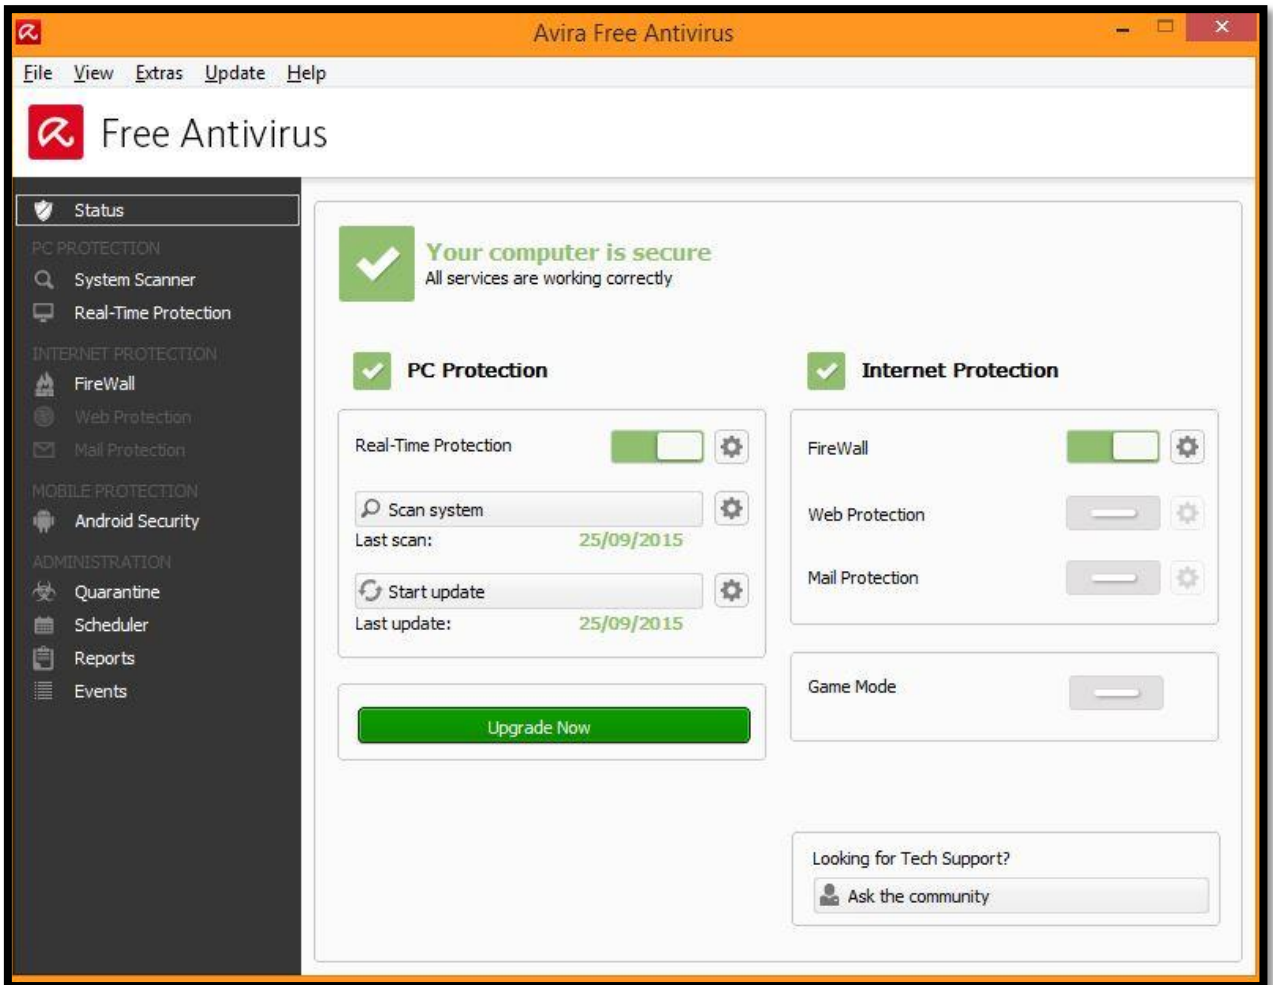 Avira Free Antivirus
File View Extras Update Help
Free Antivirus
Status
PC PROTECTION
System Scanner
Real-Time Protection
INTERNET PROTECTION
FireWall
Web Protection
Mail Protection
MOBILE PROTECTION
Android Security
ADMINISTRATION
Quarantine
Scheduler
Reports
Events
Your computer is secure
All services are working correctly
PC Protection
Real-Time Protection
Scan system
Last scan: 25/09/2015
Start update
Last update: 25/09/2015
Upgrade Now
Internet Protection
FireWall
Web Protection
Mail Protection
Game Mode
Looking for Tech Support?
Ask the community